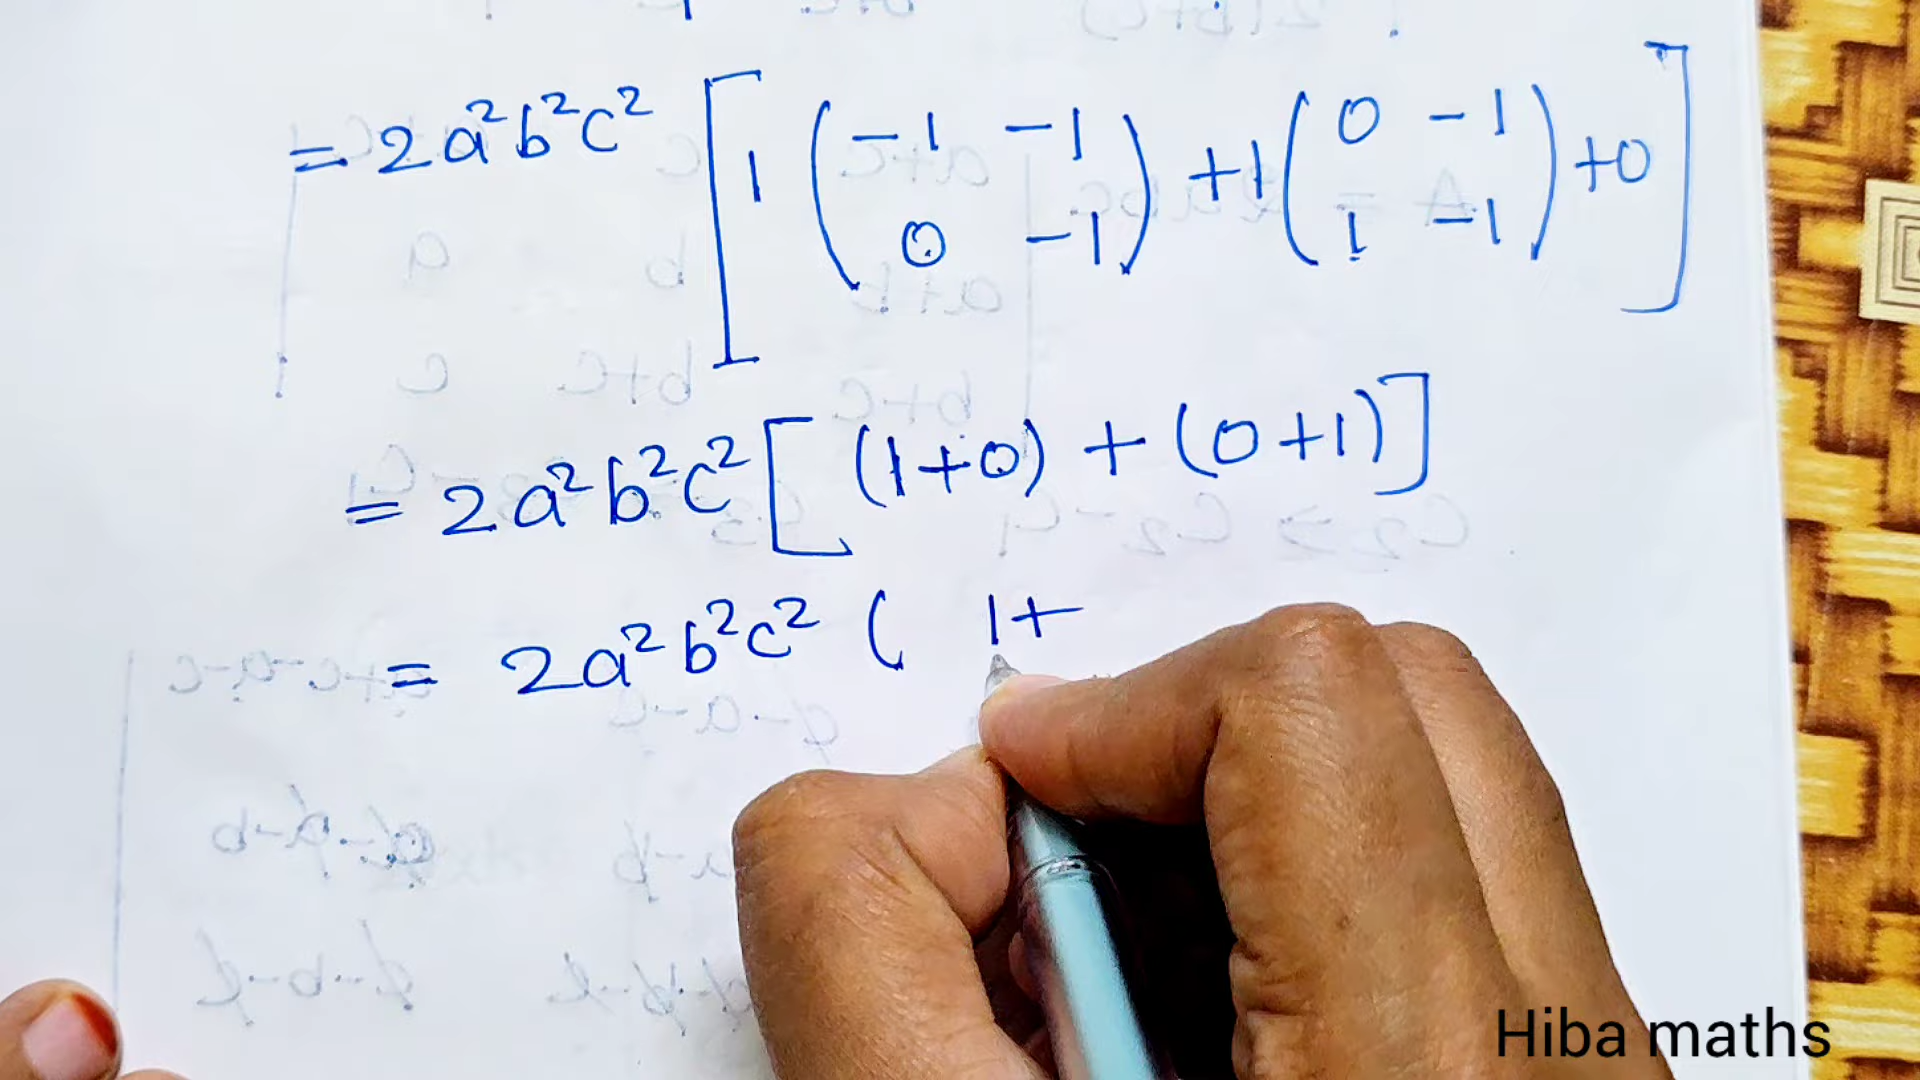 = 2a²b²c² [ 1 ( -1 -1
0 -1 ) +1 ( 0 -1
1 -1 ) +0 ]
= 2a²b²c² [ (1+0) + (0+1) ]
= 2a²b²c² ( 1+
Hiba maths